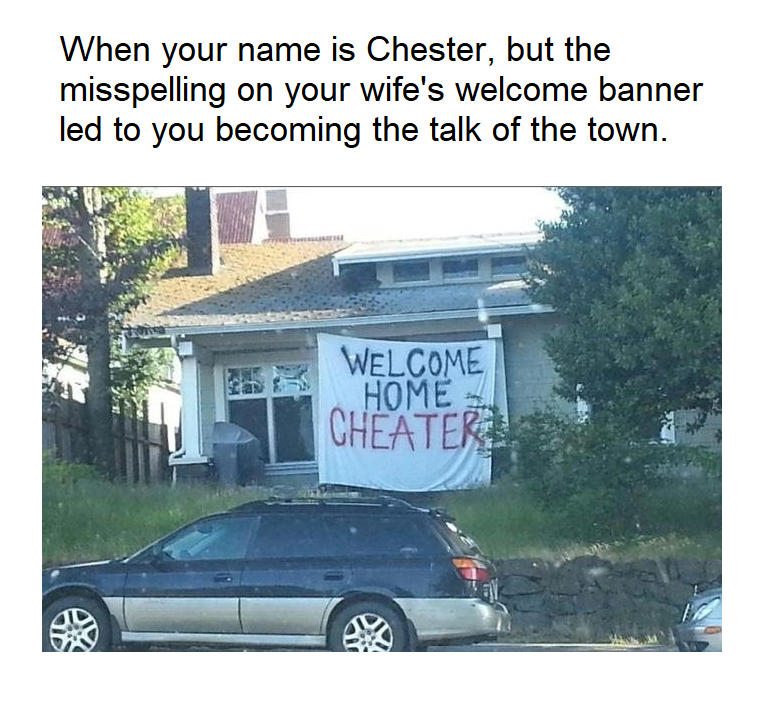 When your name is Chester, but the
misspelling on your wife's welcome banner
led to you becoming the talk of the town.
WELCOME
HOME
CHEATER